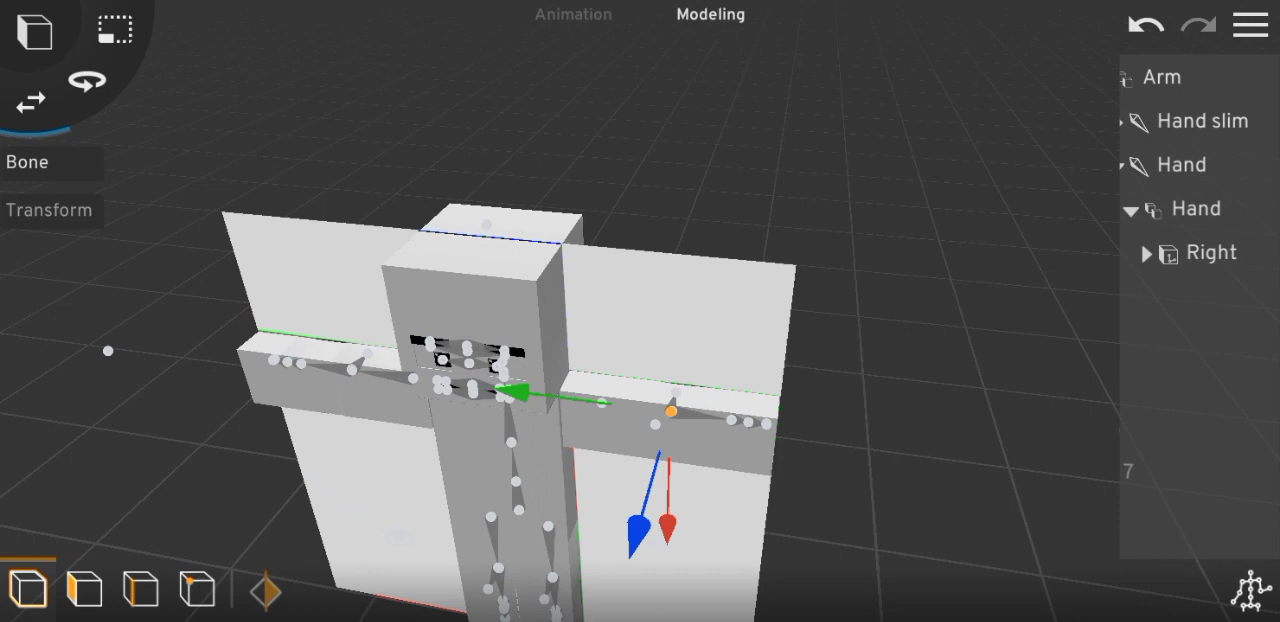 Animation
Modeling
Bone
Transform
Arm
Hand slim
Hand
Hand
Right
7